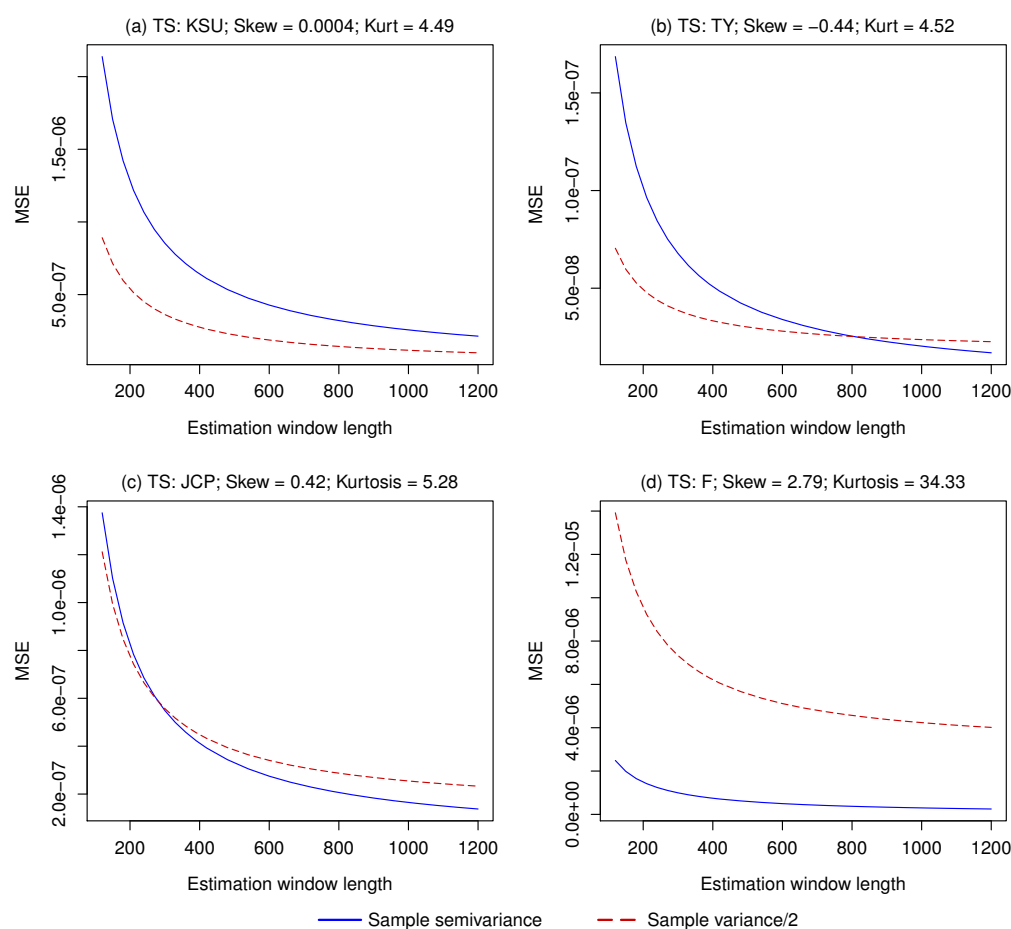 (a) TS: KSU; Skew = 0.0004; Kurt = 4.49
MSE
5.0e−07
1.5e−06
200
400
600
800
1000
1200
Estimation window length
(b) TS: TY; Skew = −0.44; Kurt = 4.52
MSE
5.0e−08
1.0e−07
1.5e−07
200
400
600
800
1000
1200
Estimation window length
(c) TS: JCP; Skew = 0.42; Kurtosis = 5.28
MSE
2.0e−07
6.0e−07
1.0e−06
1.4e−06
200
400
600
800
1000
1200
Estimation window length
(d) TS: F; Skew = 2.79; Kurtosis = 34.33
MSE
0.0e+00
4.0e−06
8.0e−06
1.2e−05
200
400
600
800
1000
1200
Estimation window length
Sample semivariance
Sample variance/2